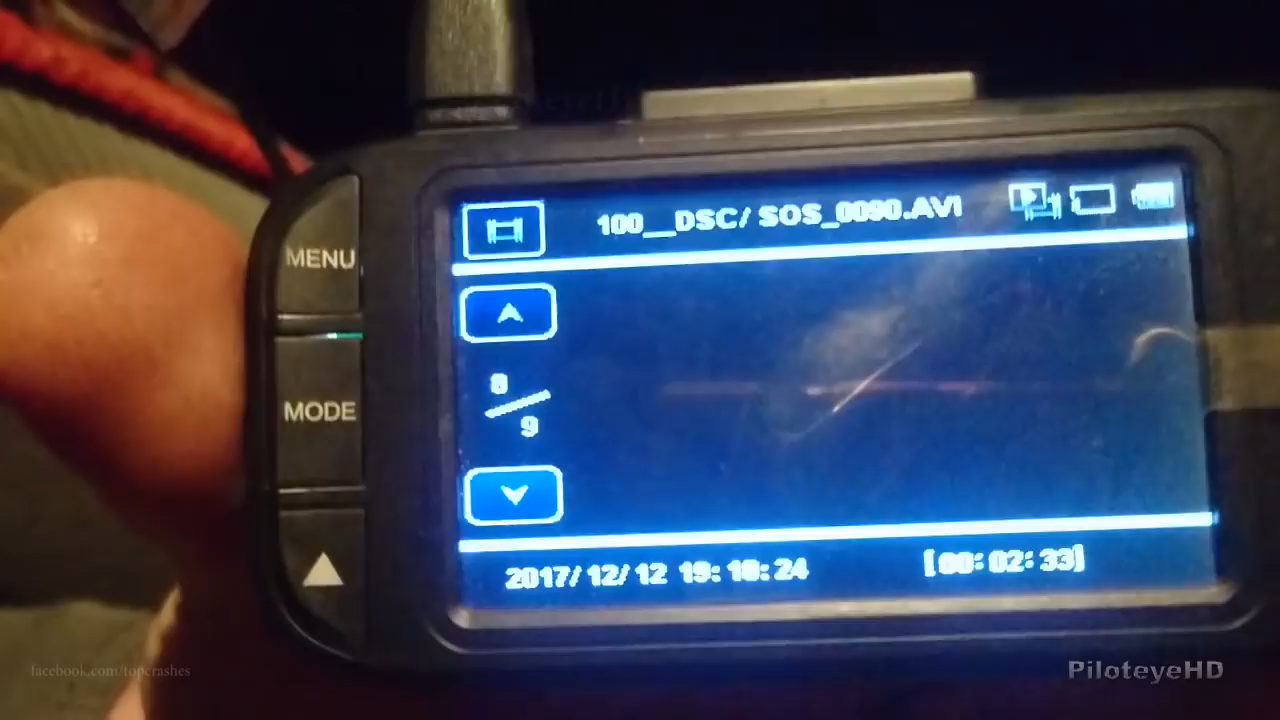 100__DSC/ SOS_0090.AVI
MENU
8/9
MODE
2017/12/12 19:18:24
[00:02:33]
facebook.com/topcrashes
PiloteyeHD